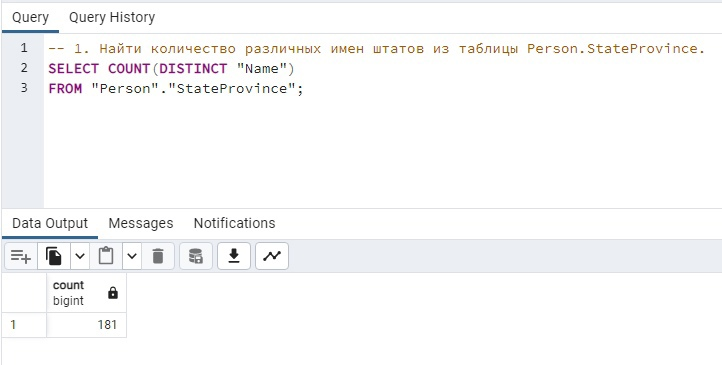 Query Query History
1 -- 1. Найти количество различных имен штатов из таблицы Person.StateProvince.
2 SELECT COUNT(DISTINCT "Name")
3 FROM "Person"."StateProvince";
Data Output Messages Notifications
count
bigint
1 181